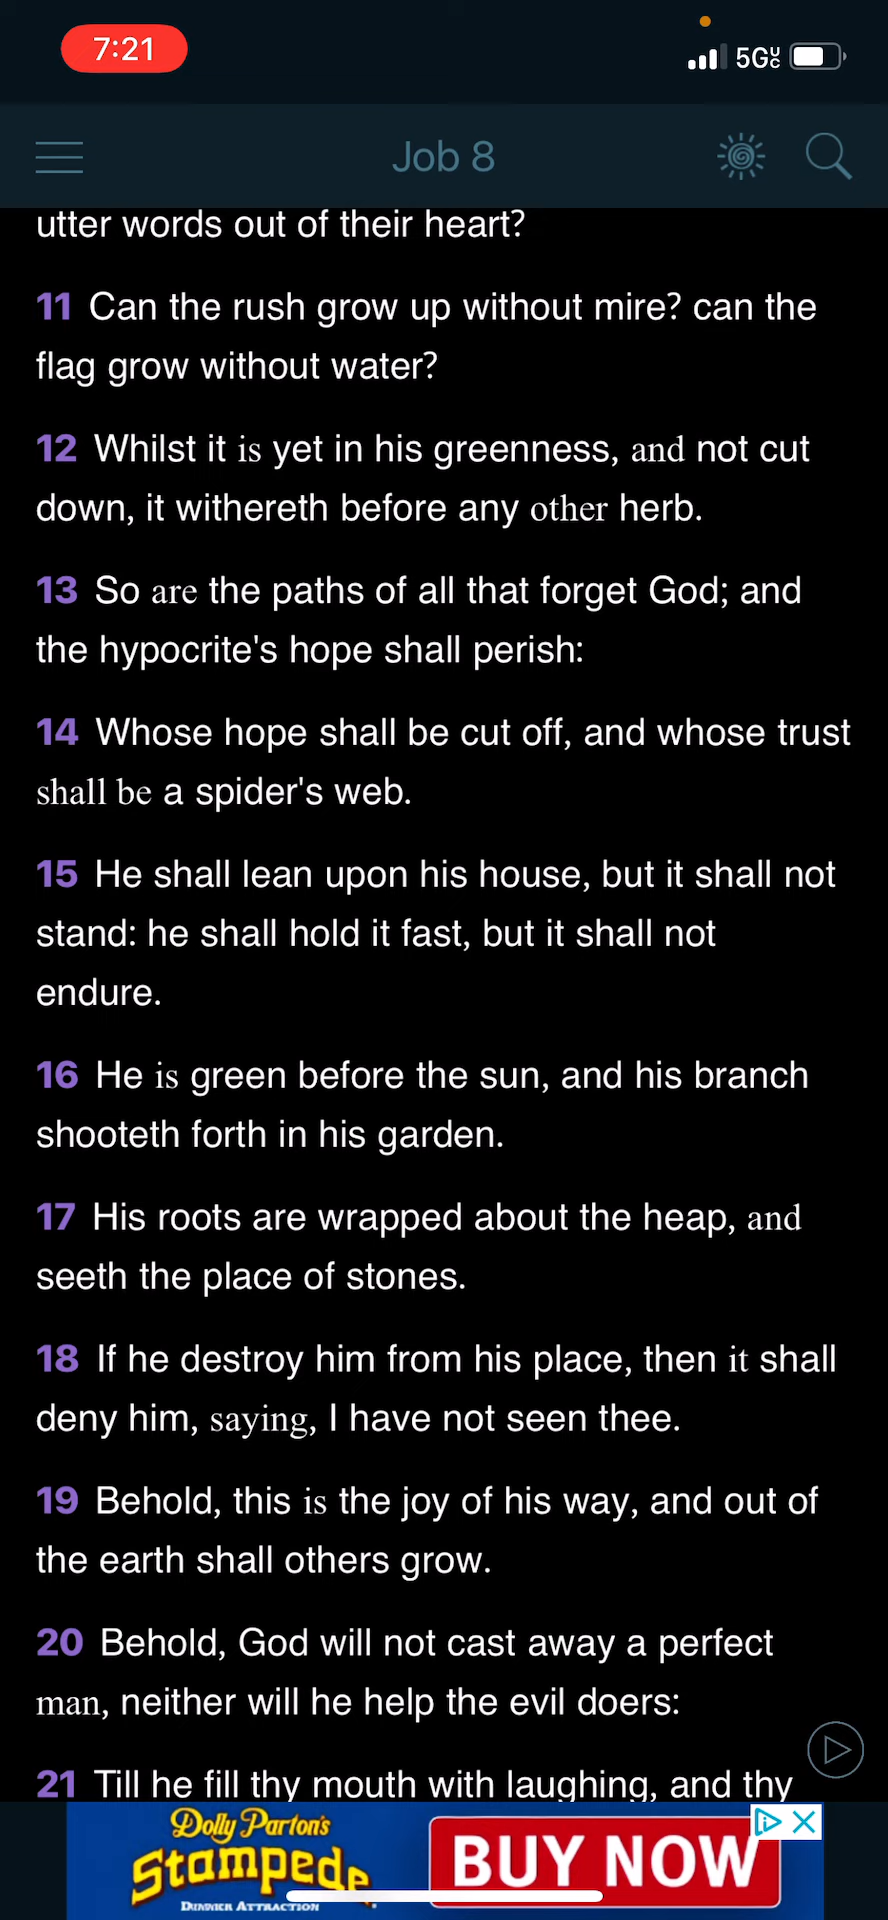 7:21
5G UC
Job 8
utter words out of their heart?
11 Can the rush grow up without mire? can the
flag grow without water?
12 Whilst it is yet in his greenness, and not cut
down, it withereth before any other herb.
13 So are the paths of all that forget God; and
the hypocrite's hope shall perish:
14 Whose hope shall be cut off, and whose trust
shall be a spider's web.
15 He shall lean upon his house, but it shall not
stand: he shall hold it fast, but it shall not
endure.
16 He is green before the sun, and his branch
shooteth forth in his garden.
17 His roots are wrapped about the heap, and
seeth the place of stones.
18 If he destroy him from his place, then it shall
deny him, saying, I have not seen thee.
19 Behold, this is the joy of his way, and out of
the earth shall others grow.
20 Behold, God will not cast away a perfect
man, neither will he help the evil doers:
21 Till he fill thy mouth with laughing, and thy
Dolly Parton's
Stampede
DINNER ATTRACTION
BUY NOW